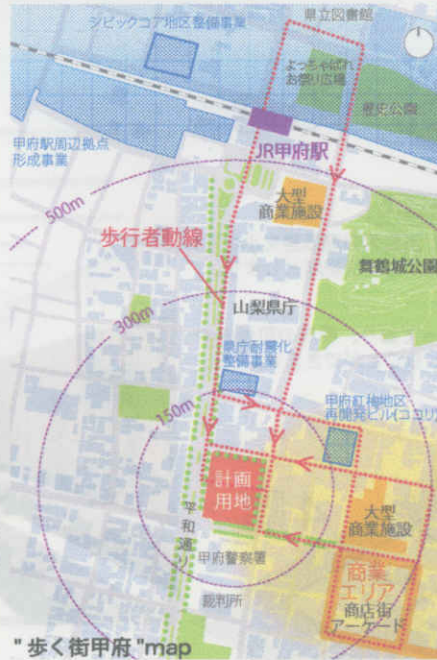 シビックコア地区整備事業
県立図書館
よっちゃばれ
お祭り広場
歴史公園
甲府駅周辺拠点
形成事業
JR甲府駅
500m
大型
商業施設
歩行者動線
舞鶴城公園
300m
山梨県庁
県庁耐震化
整備事業
甲府紅梅地区
再開発ビル(ココリ)
150m
計画
用地
大型
商業施設
平和通り
甲府警察署
商業
エリア
商店街
アーケード
裁判所
"歩く街甲府"map